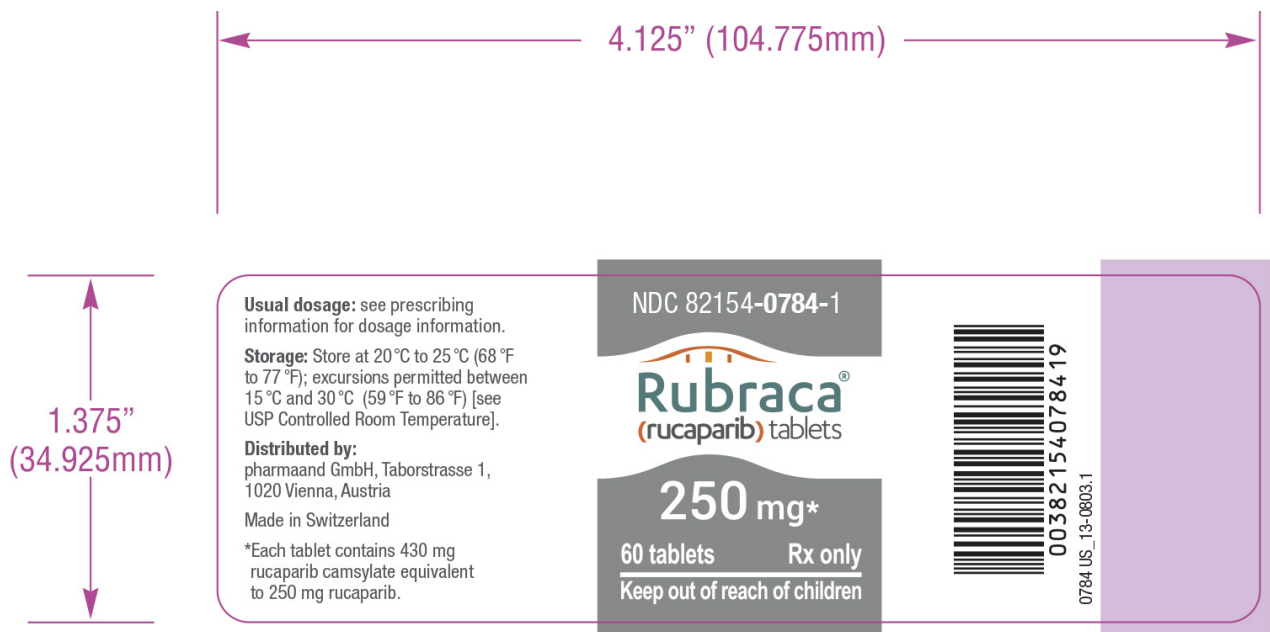 4.125” (104.775mm)
1.375”
(34.925mm)
Usual dosage: see prescribing
information for dosage information.
Storage: Store at 20 °C to 25 °C (68 °F
to 77 °F); excursions permitted between
15 °C and 30 °C (59 °F to 86 °F) [see
USP Controlled Room Temperature].
Distributed by:
pharmaand GmbH, Taborstrasse 1,
1020 Vienna, Austria
Made in Switzerland
*Each tablet contains 430 mg
rucaparib camsylate equivalent
to 250 mg rucaparib.
NDC 82154-0784-1
Rubraca®
(rucaparib) tablets
250 mg*
60 tablets Rx only
Keep out of reach of children
00382154078419
0784 US_13-0803.1